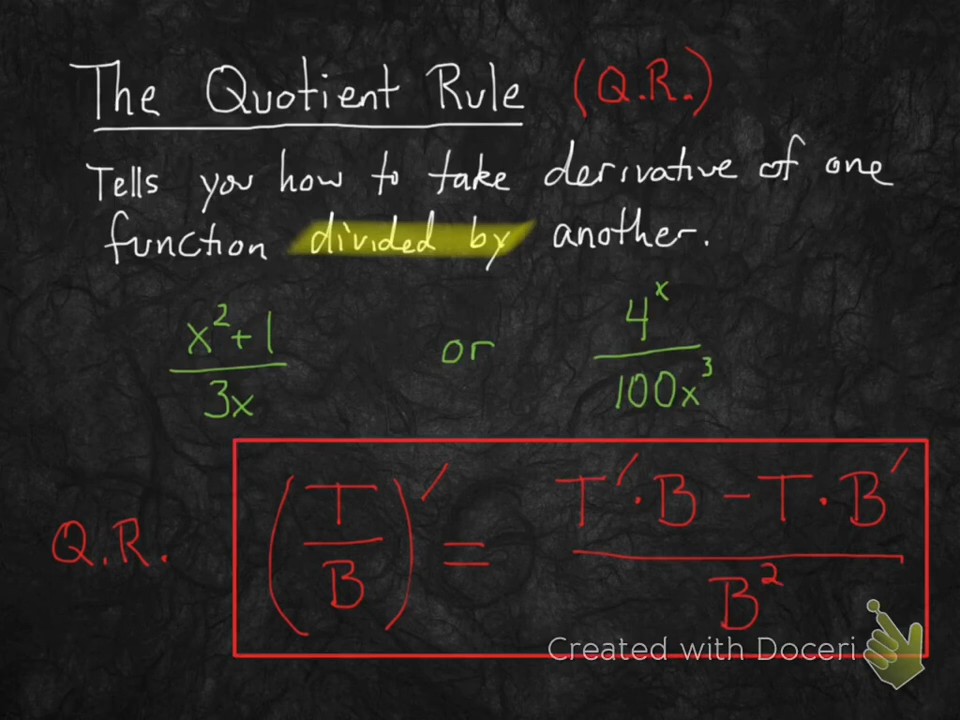 The Quotient Rule (Q.R.)
Tells you how to take derivative of one
function divided by another.
x²+1 / 3x or 4ˣ / 100x³
Q.R. (T/B)′ = T′·B − T·B′ / B²
Created with Doceri